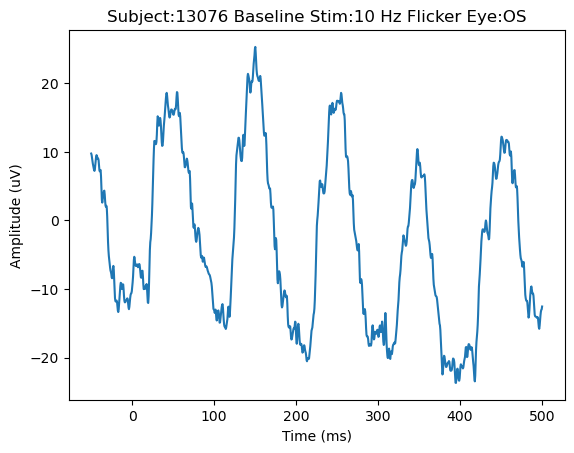 Subject:13076 Baseline Stim:10 Hz Flicker Eye:OS
Amplitude (uV)
20
10
0
−10
−20
0 100 200 300 400 500
Time (ms)